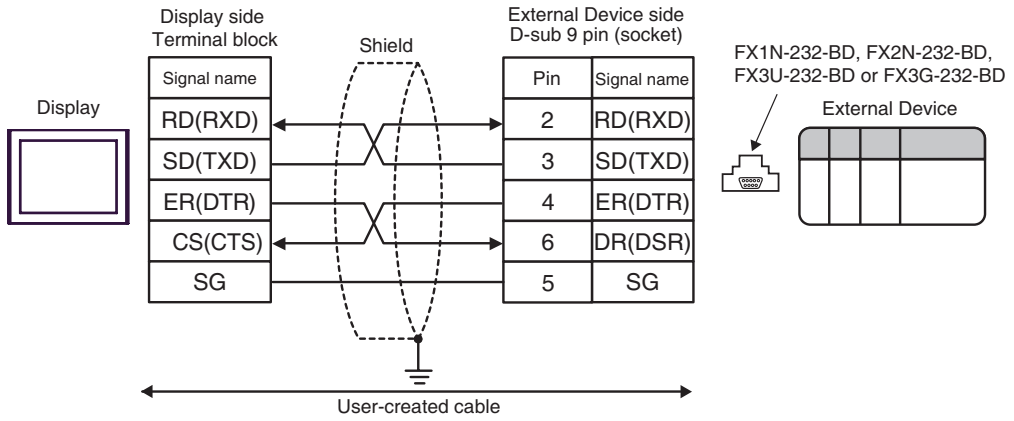 Display side
Terminal block
Shield
External Device side
D-sub 9 pin (socket)
FX1N-232-BD, FX2N-232-BD,
FX3U-232-BD or FX3G-232-BD
Display
External Device
Signal name
Pin
Signal name
RD(RXD)
2
RD(RXD)
SD(TXD)
3
SD(TXD)
ER(DTR)
4
ER(DTR)
CS(CTS)
6
DR(DSR)
SG
5
SG
User-created cable